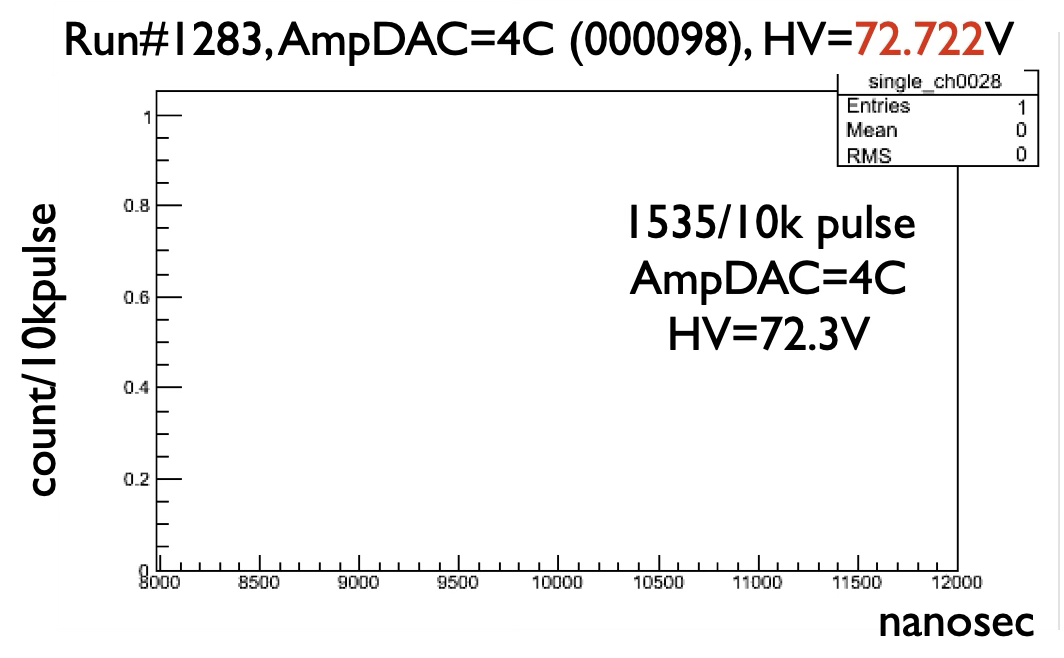 Run#1283, AmpDAC=4C (000098), HV=72.722V
single_ch0028
Entries 1
Mean 0
RMS 0
1535/10k pulse
AmpDAC=4C
HV=72.3V
count/10kpulse
1
0.8
0.6
0.4
0.2
0
8000 8500 9000 9500 10000 10500 11000 11500 12000
nanosec